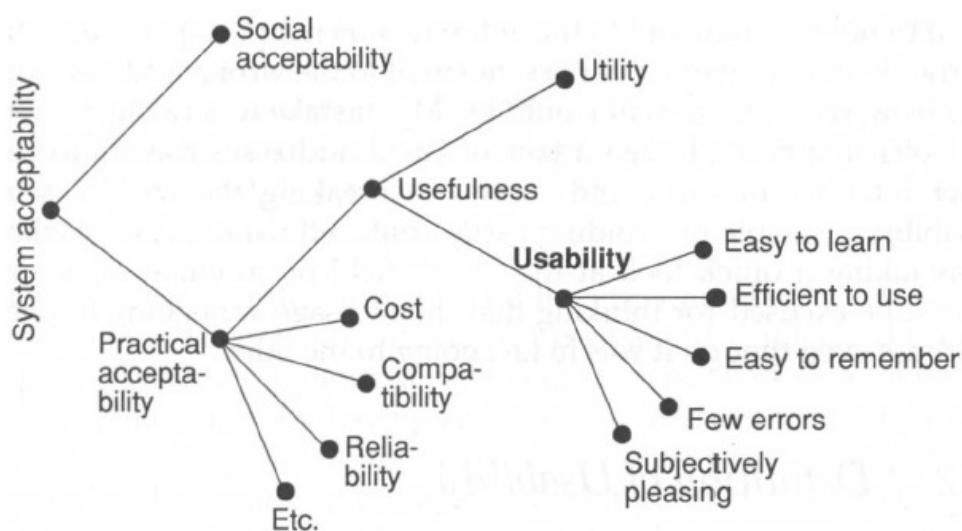 Social
acceptability
Utility
System acceptability
Usefulness
Usability
Easy to learn
Efficient to use
Easy to remember
Few errors
Subjectively
pleasing
Practical
accepta-
bility
Cost
Compa-
tibility
Relia-
bility
Etc.